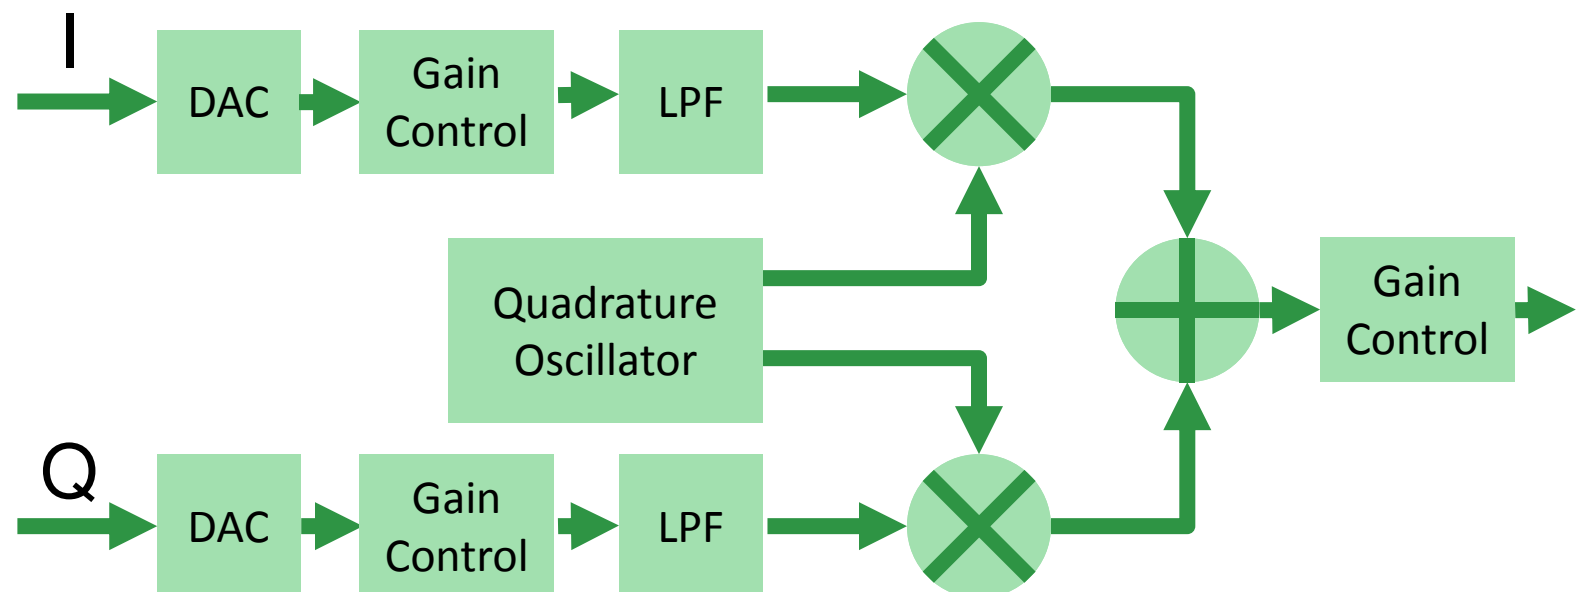 I
DAC
Gain
Control
LPF
Quadrature
Oscillator
Gain
Control
Q
DAC
Gain
Control
LPF